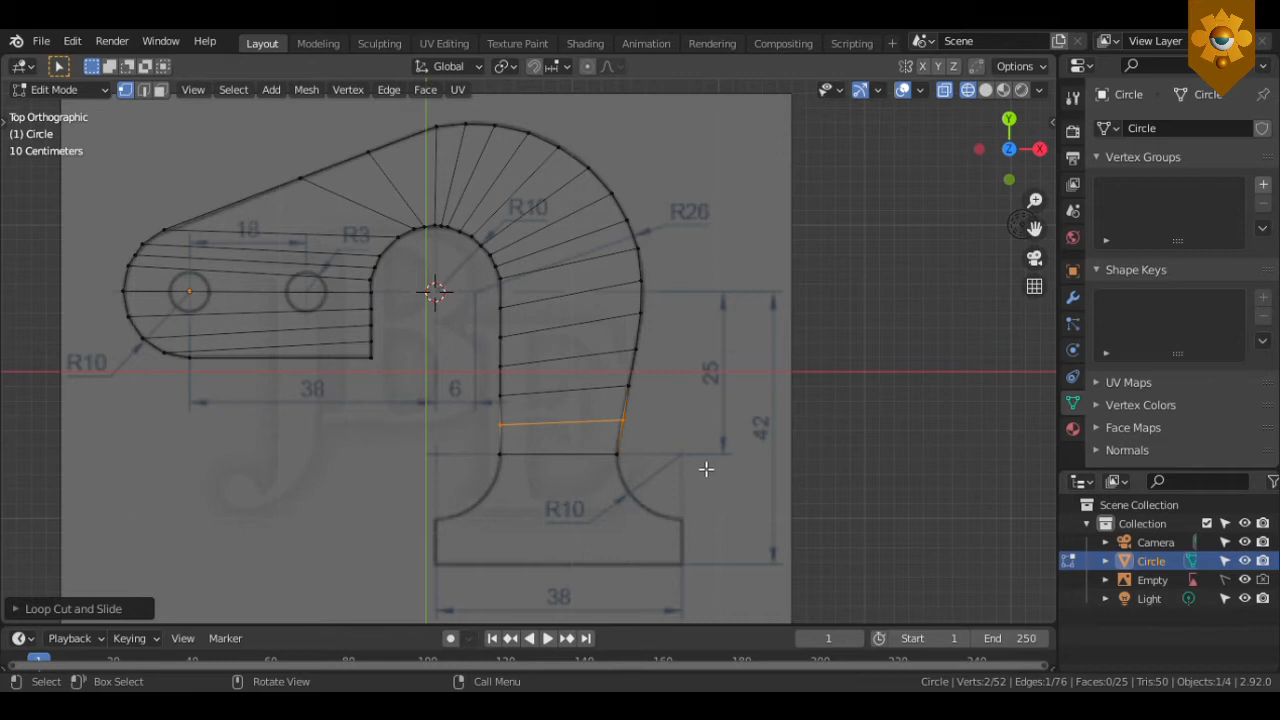 File Edit Render Window Help Layout Modeling Sculpting UV Editing Texture Paint Shading Animation Rendering Compositing Scripting + Scene View Layer
Global X Y Z Options
Edit Mode View Select Add Mesh Vertex Edge Face UV
Top Orthographic
(1) Circle
10 Centimeters
Y
Z
X
18
R3
R10
R26
R10
38
6
25
42
R10
38
Circle Circle
Circle
Vertex Groups
Shape Keys
UV Maps
Vertex Colors
Face Maps
Normals
Scene Collection
Collection
Camera
Circle
Empty
Light
Loop Cut and Slide
Playback Keying View Marker 1 Start 1 End 250
Select Box Select Rotate View Call Menu Circle | Verts:2/52 | Edges:1/76 | Faces:0/25 | Tris:50 | Objects:1/4 | 2.92.0